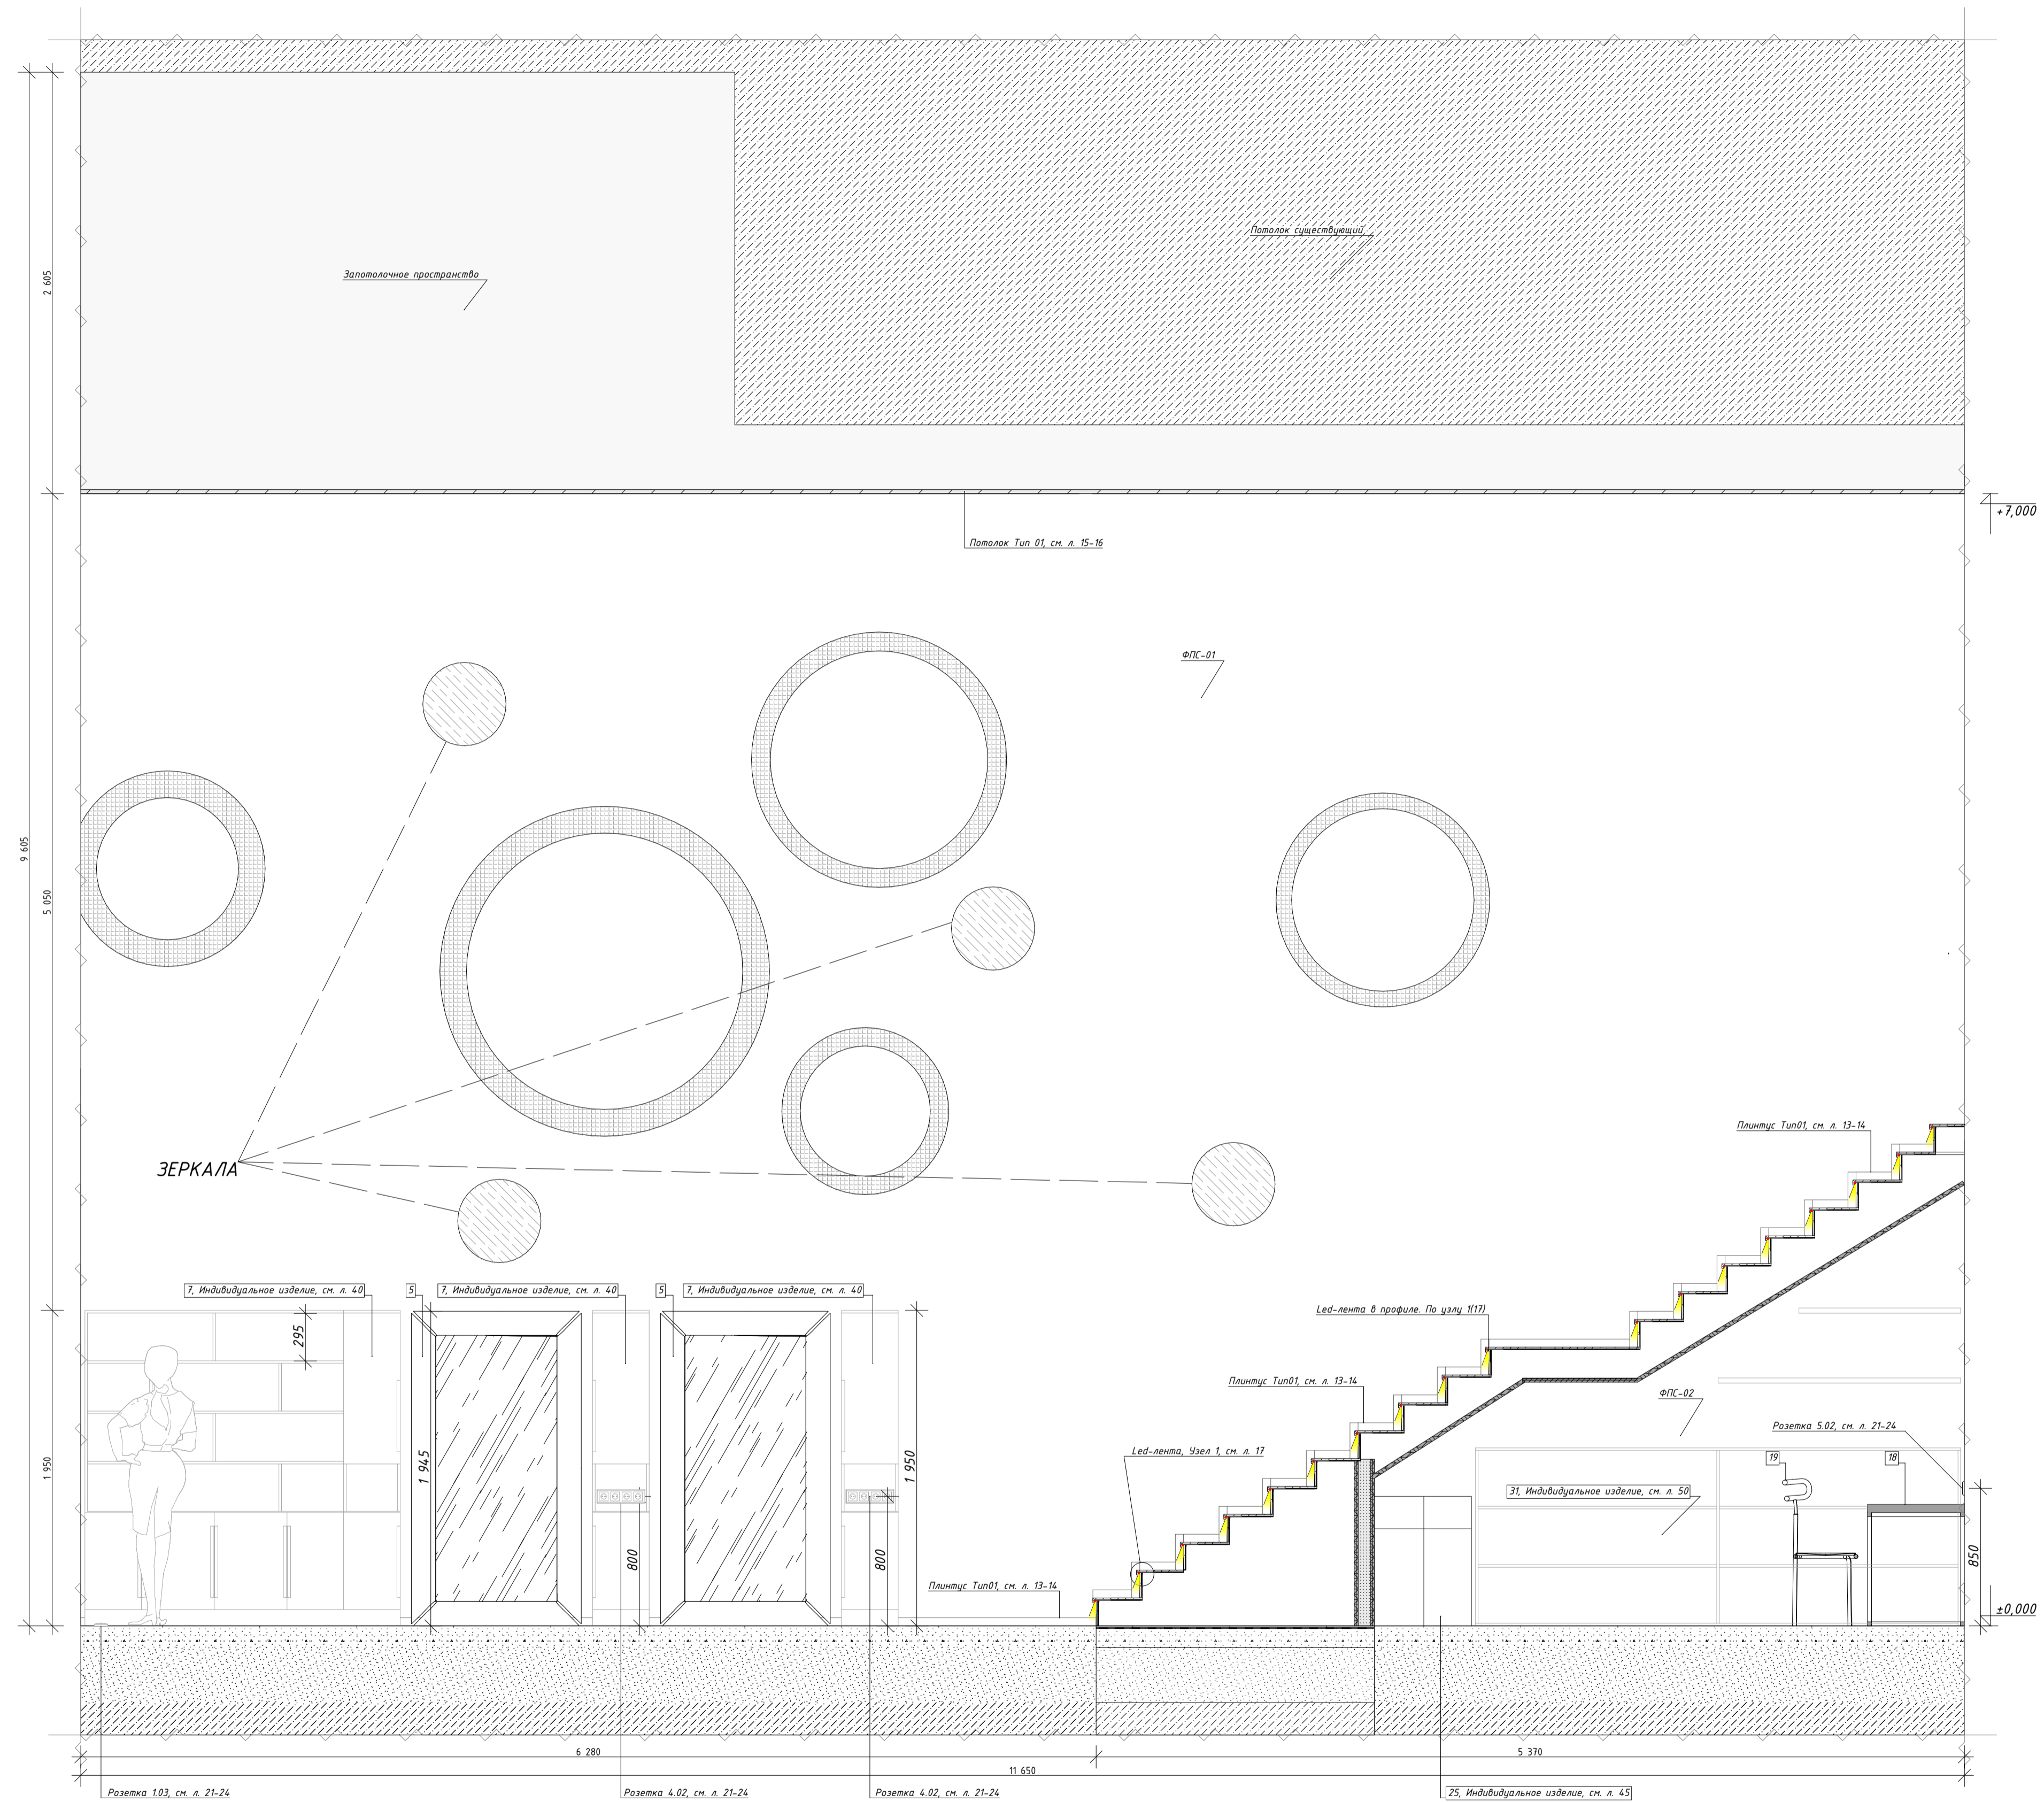 Потолок существующий
Запотолочное пространство
2 605
+7,000
Потолок Тип 01, см. л. 15-16
ФПС-01
9 605
5 050
Плинтус Тип01, см. л. 13-14
ЗЕРКАЛА
7, Индивидуальное изделие, см. л. 40
5
7, Индивидуальное изделие, см. л. 40
5
7, Индивидуальное изделие, см. л. 40
Led-лента в профиле. По узлу 1(17)
295
Плинтус Тип01, см. л. 13-14
ФПС-02
Розетка 5.02, см. л. 21-24
Led-лента, Узел 1, см. л. 17
19
18
1 950
1 945
1 950
31, Индивидуальное изделие, см. л. 50
800
800
850
Плинтус Тип01, см. л. 13-14
±0,000
6 280
5 370
11 650
Розетка 1.03, см. л. 21-24
Розетка 4.02, см. л. 21-24
Розетка 4.02, см. л. 21-24
25, Индивидуальное изделие, см. л. 45